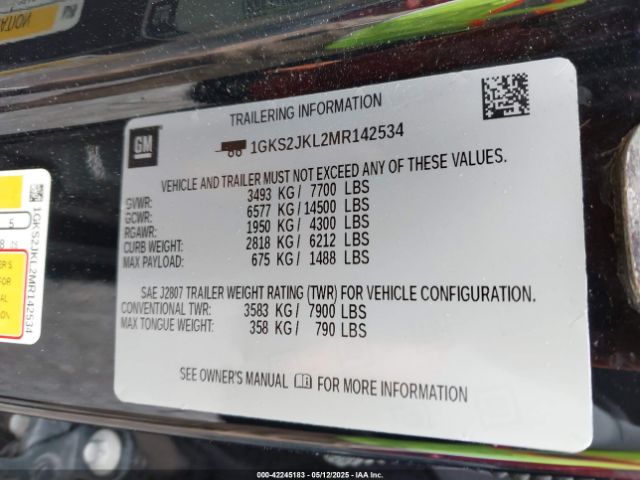 TRAILERING INFORMATION
GM
1GKS2JKL2MR142534
VEHICLE AND TRAILER MUST NOT EXCEED ANY OF THESE VALUES.
GVWR: 3493 KG / 7700 LBS
GCWR: 6577 KG / 14500 LBS
RGAWR: 1950 KG / 4300 LBS
CURB WEIGHT: 2818 KG / 6212 LBS
MAX PAYLOAD: 675 KG / 1488 LBS
SAE J2807 TRAILER WEIGHT RATING (TWR) FOR VEHICLE CONFIGURATION.
CONVENTIONAL TWR: 3583 KG / 7900 LBS
MAX TONGUE WEIGHT: 358 KG / 790 LBS
SEE OWNER'S MANUAL FOR MORE INFORMATION
1GKS2JKL2MR142534
5
000-42245183 - 05/12/2025 - IAA Inc.